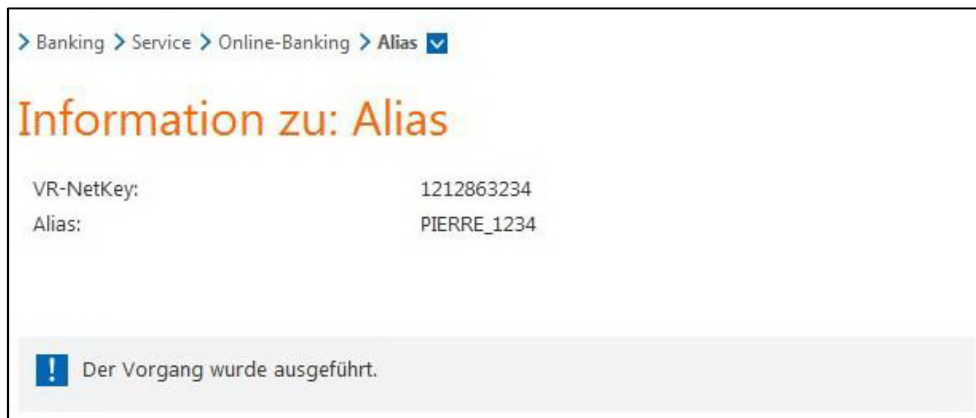 Banking Service Online-Banking Alias
Information zu: Alias
VR-NetKey: 1212863234
Alias: PIERRE_1234
! Der Vorgang wurde ausgeführt.